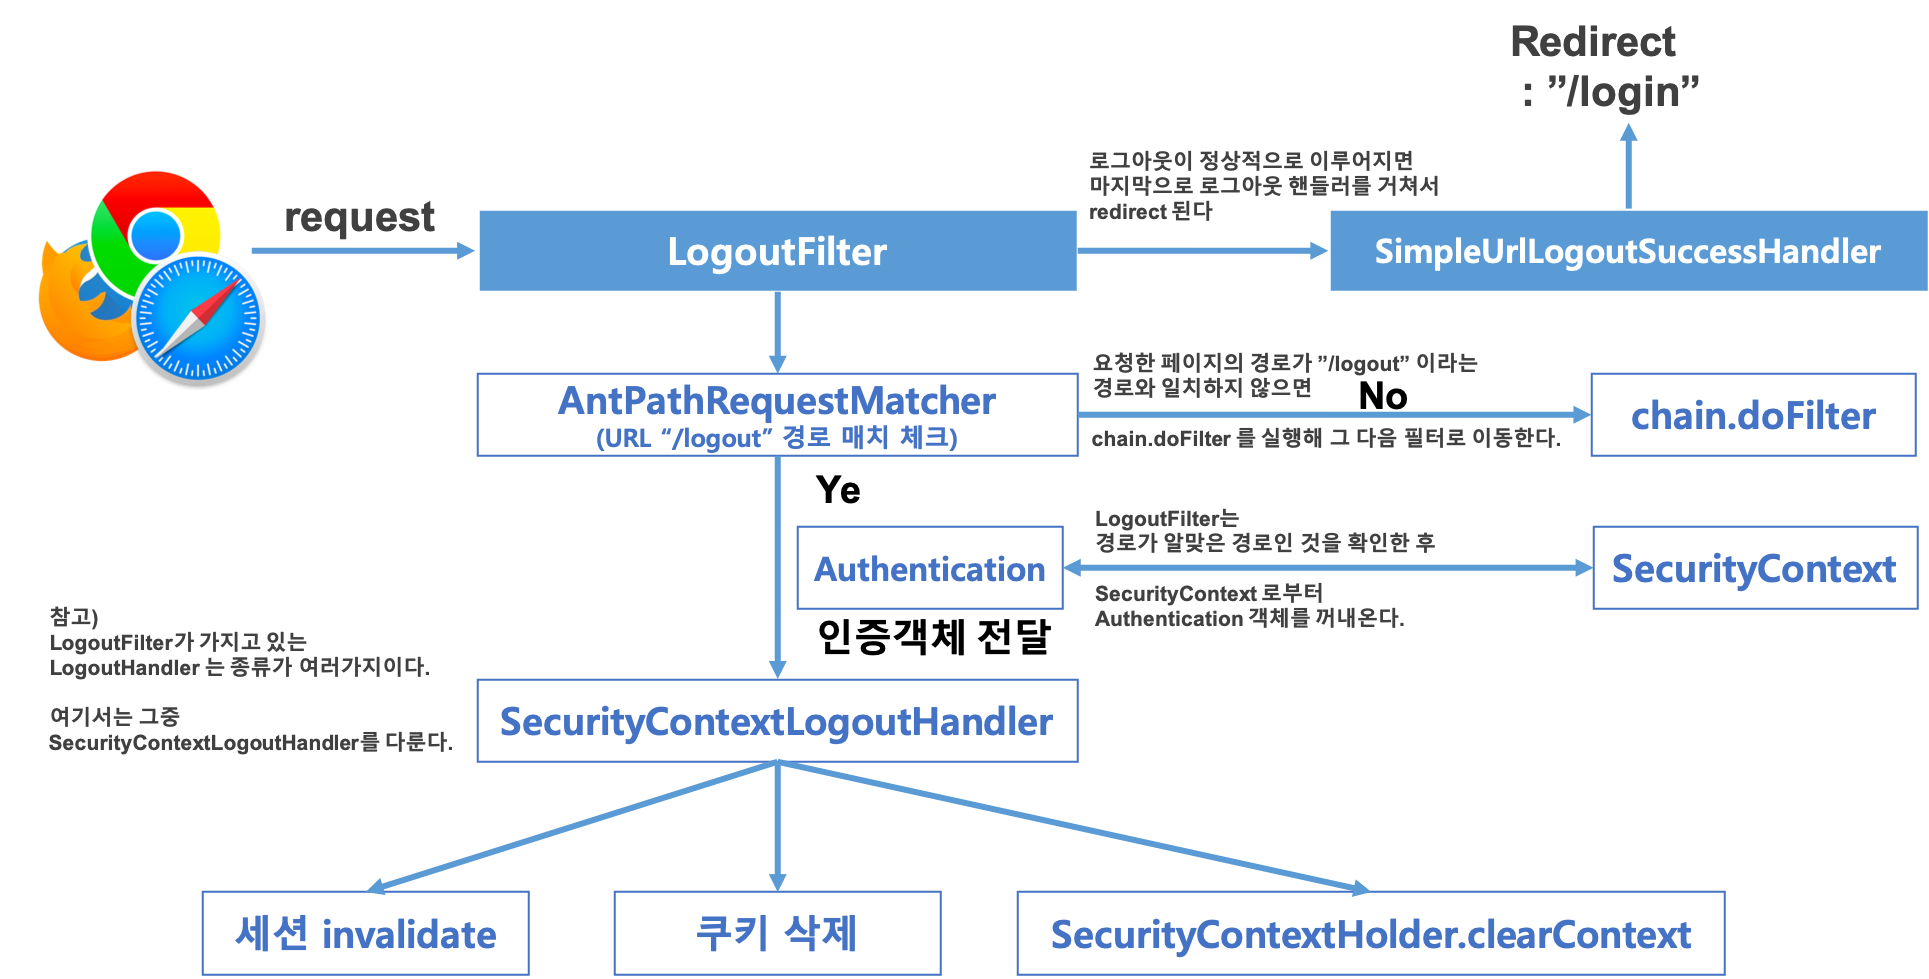 Redirect
: ”/login”
request
로그아웃이 정상적으로 이루어지면
마지막으로 로그아웃 핸들러를 거쳐서
redirect 된다
LogoutFilter
SimpleUrlLogoutSuccessHandler
요청한 페이지의 경로가 ”/logout” 이라는
경로와 일치하지 않으면
No
AntPathRequestMatcher
(URL “/logout” 경로 매치 체크)
chain.doFilter
chain.doFilter 를 실행해 그 다음 필터로 이동한다.
Ye
LogoutFilter는
경로가 알맞은 경로인 것을 확인한 후
Authentication
SecurityContext
SecurityContext 로부터
Authentication 객체를 꺼내온다.
인증객체 전달
참고)
LogoutFilter가 가지고 있는
LogoutHandler 는 종류가 여러가지이다.
여기서는 그중
SecurityContextLogoutHandler를 다룬다.
SecurityContextLogoutHandler
세션 invalidate
쿠키 삭제
SecurityContextHolder.clearContext